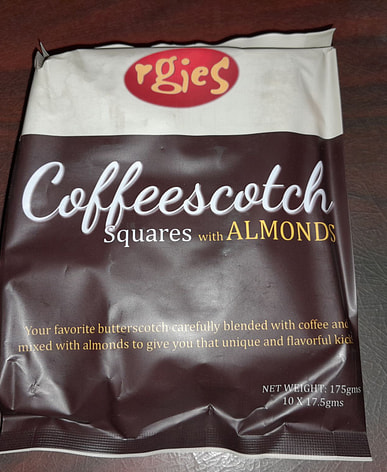 rgies
Coffeescotch
Squares with ALMONDS
Your favorite butterscotch carefully blended with coffee and
mixed with almonds to give you that unique and flavorful kick
NET WEIGHT: 175gms
10 X 17.5gms